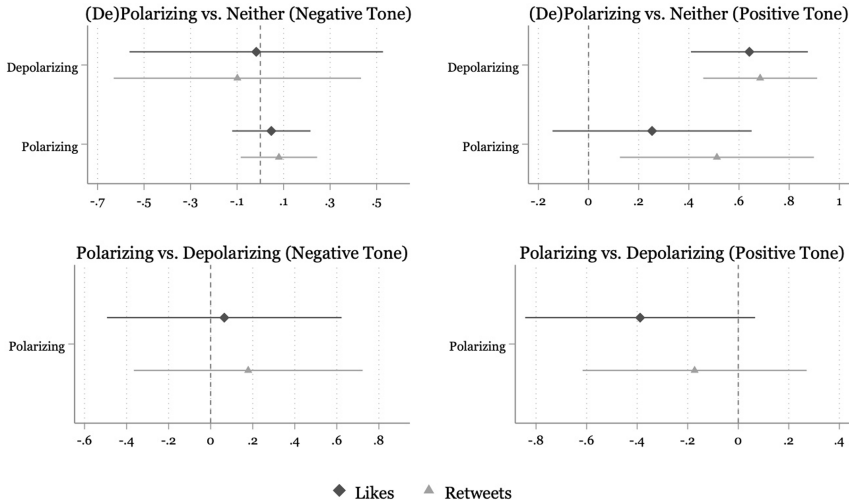 (De)Polarizing vs. Neither (Negative Tone)
Depolarizing
Polarizing
-.7 -.5 -.3 -.1 .1 .3 .5
(De)Polarizing vs. Neither (Positive Tone)
Depolarizing
Polarizing
-.2 0 .2 .4 .6 .8 1
Polarizing vs. Depolarizing (Negative Tone)
Polarizing
-.6 -.4 -.2 0 .2 .4 .6 .8
Polarizing vs. Depolarizing (Positive Tone)
Polarizing
-.8 -.6 -.4 -.2 0 .2 .4
Likes Retweets